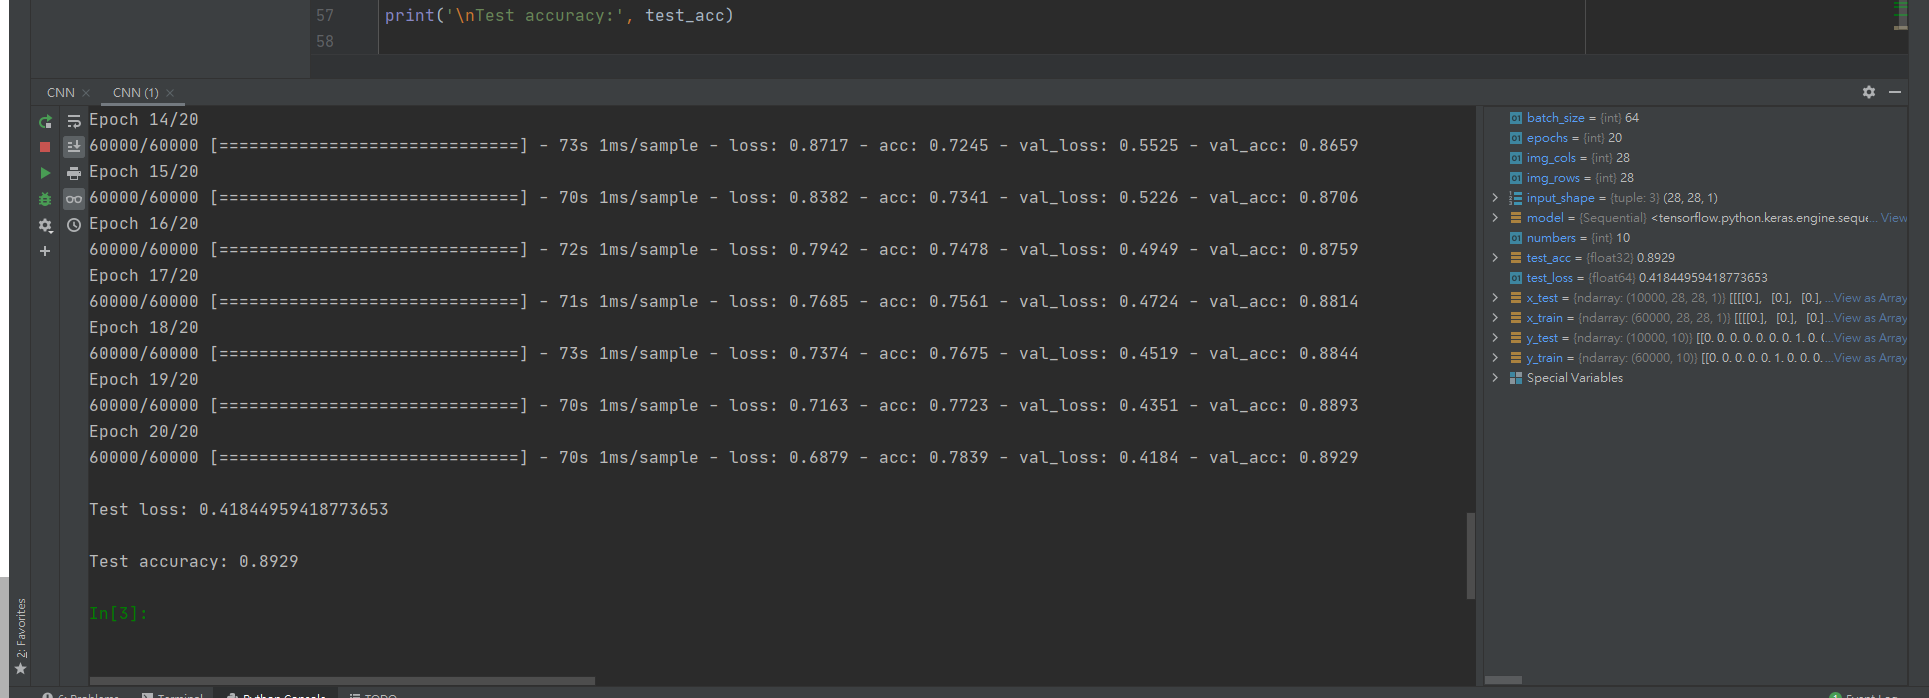 57 print('\nTest accuracy:', test_acc)
58
CNN CNN (1)
Epoch 14/20
60000/60000 [==============================] - 73s 1ms/sample - loss: 0.8717 - acc: 0.7245 - val_loss: 0.5525 - val_acc: 0.8659
Epoch 15/20
60000/60000 [==============================] - 70s 1ms/sample - loss: 0.8382 - acc: 0.7341 - val_loss: 0.5226 - val_acc: 0.8706
Epoch 16/20
60000/60000 [==============================] - 72s 1ms/sample - loss: 0.7942 - acc: 0.7478 - val_loss: 0.4949 - val_acc: 0.8759
Epoch 17/20
60000/60000 [==============================] - 71s 1ms/sample - loss: 0.7685 - acc: 0.7561 - val_loss: 0.4724 - val_acc: 0.8814
Epoch 18/20
60000/60000 [==============================] - 73s 1ms/sample - loss: 0.7374 - acc: 0.7675 - val_loss: 0.4519 - val_acc: 0.8844
Epoch 19/20
60000/60000 [==============================] - 70s 1ms/sample - loss: 0.7163 - acc: 0.7723 - val_loss: 0.4351 - val_acc: 0.8893
Epoch 20/20
60000/60000 [==============================] - 70s 1ms/sample - loss: 0.6879 - acc: 0.7839 - val_loss: 0.4184 - val_acc: 0.8929
Test loss: 0.41844959418773653
Test accuracy: 0.8929
In[3]:
batch_size = {int} 64
epochs = {int} 20
img_cols = {int} 28
img_rows = {int} 28
input_shape = {tuple: 3} (28, 28, 1)
model = {Sequential} <tensorflow.python.keras.engine.seque... View
numbers = {int} 10
test_acc = {float32} 0.8929
test_loss = {float64} 0.41844959418773653
x_test = {ndarray: (10000, 28, 28, 1)} [[[[0.], [0.], [0.], ...View as Array
x_train = {ndarray: (60000, 28, 28, 1)} [[[[0.], [0.], [0.] ...View as Array
y_test = {ndarray: (10000, 10)} [[0. 0. 0. 0. 0. 0. 0. 1. 0. ...View as Array
y_train = {ndarray: (60000, 10)} [[0. 0. 0. 0. 0. 1. 0. 0. 0. ...View as Array
Special Variables
2: Favorites
6: Problems Terminal Python Console TODO Event Log